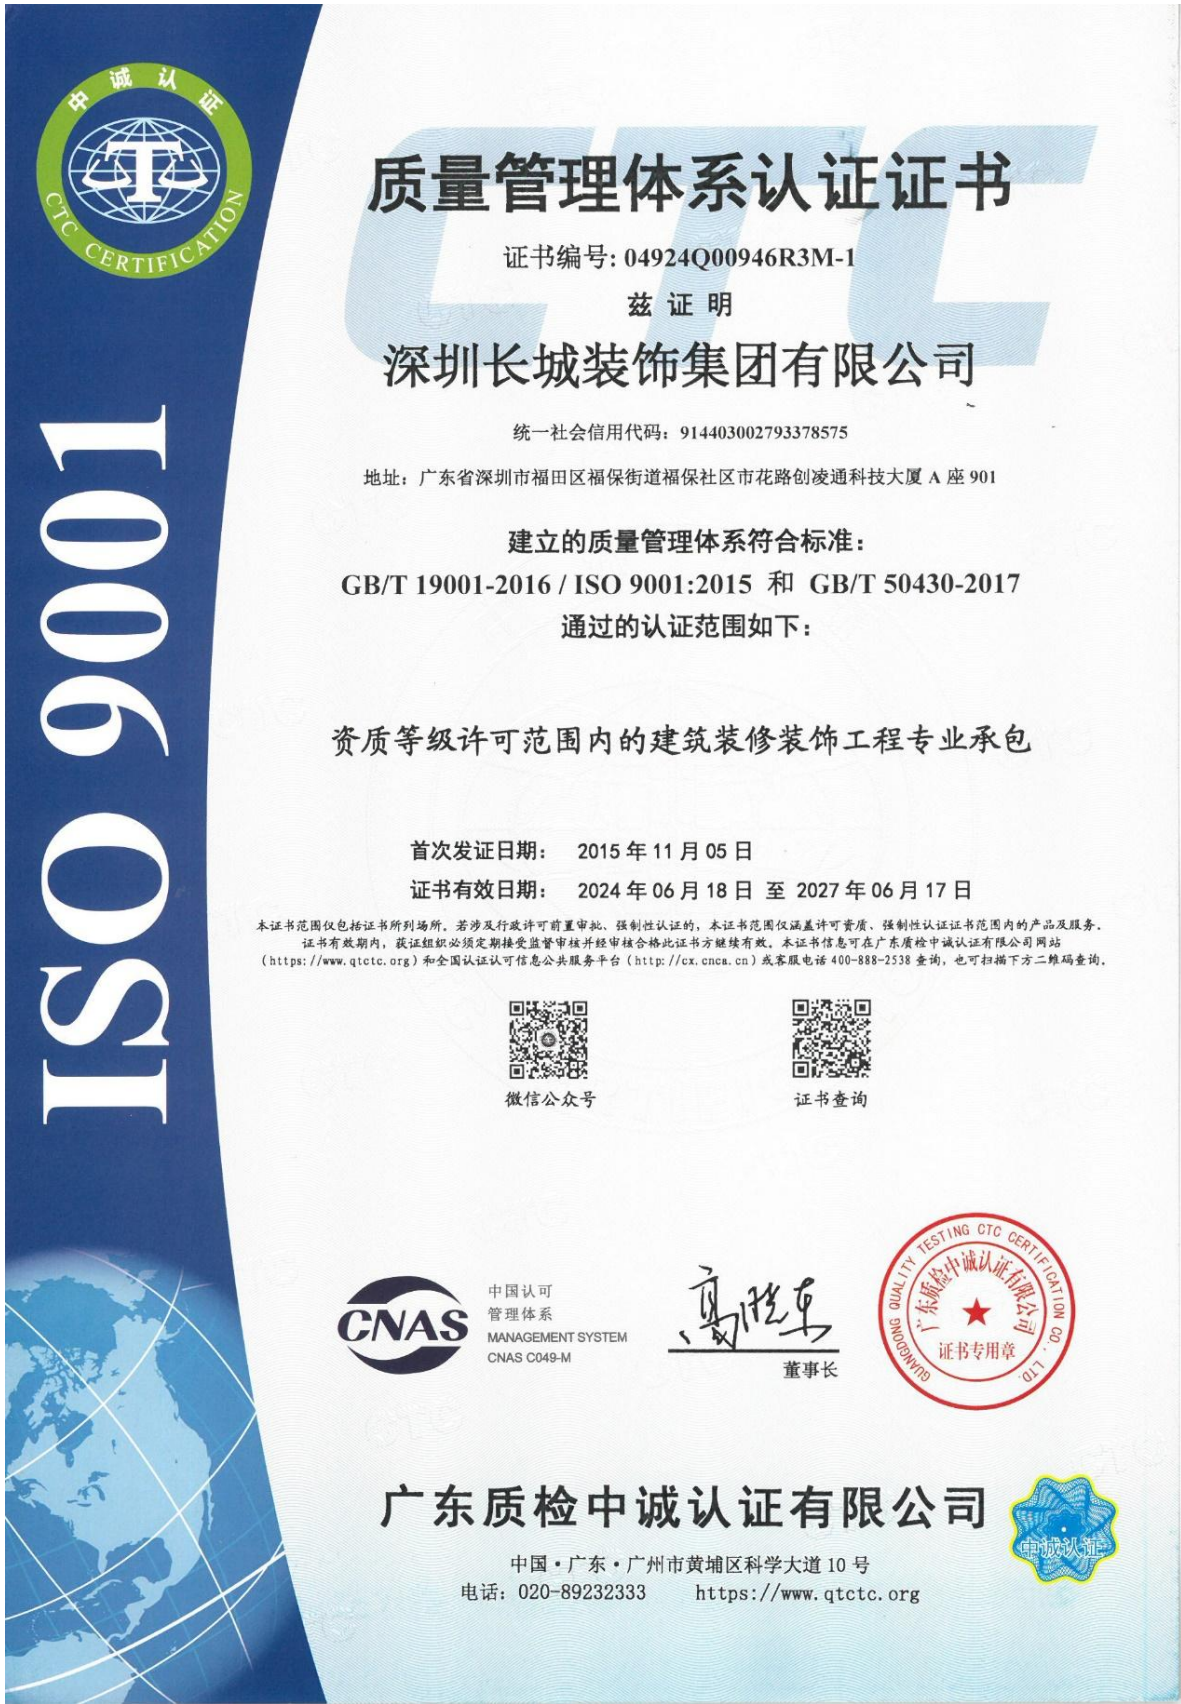 中诚认证
CTC CERTIFICATION
ISO 9001
CTC
质量管理体系认证证书
证书编号: 04924Q00946R3M-1
兹 证 明
深圳长城装饰集团有限公司
统一社会信用代码：914403002793378575
地址：广东省深圳市福田区福保街道福保社区市花路创凌通科技大厦 A 座 901
建立的质量管理体系符合标准：
GB/T 19001-2016 / ISO 9001:2015 和 GB/T 50430-2017
通过的认证范围如下：
资质等级许可范围内的建筑装修装饰工程专业承包
首次发证日期： 2015 年 11 月 05 日
证书有效日期： 2024 年 06 月 18 日 至 2027 年 06 月 17 日
本证书范围仅包括证书所列场所。若涉及行政许可前置审批、强制性认证的，本证书范围仅涵盖许可资质、强制性认证证书范围内的产品及服务。
证书有效期内，获证组织必须定期接受监督审核并经审核合格此证书方继续有效。本证书信息可在广东质检中诚认证有限公司网站
（https://www.qtctc.org）和全国认证认可信息公共服务平台（http://cx.cnca.cn）或客服电话 400-888-2538 查询，也可扫描下方二维码查询。
微信公众号
证书查询
CNAS
中国认可
管理体系
MANAGEMENT SYSTEM
CNAS C049-M
高晓东
董事长
GUANGDONG QUALITY TESTING CTC CERTIFICATION CO., LTD.
广东质检中诚认证有限公司
证书专用章
广东质检中诚认证有限公司
中诚认证
中国·广东·广州市黄埔区科学大道 10 号
电话：020-89232333 https://www.qtctc.org